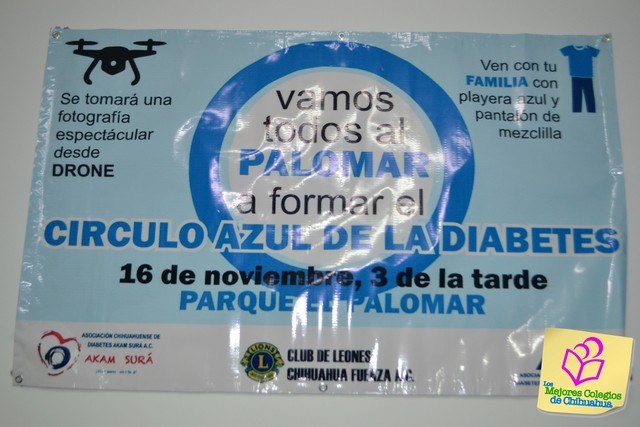 Se tomará una
fotografía
espectácular
desde
DRONE
vamos
todos al
PALOMAR
a formar el
CIRCULO AZUL DE LA DIABETES
16 de noviembre, 3 de la tarde
PARQUE EL PALOMAR
Ven con tu
FAMILIA con
playera azul y
pantalón de
mezclilla
ASOCIACIÓN CHIHUAHUENSE DE
DIABETES AKAM SURÁ A.C.
AKAM SURÁ
LIONS
L
CLUB DE LEONES
CHIHUAHUA FUERZA A.C.
Los
Mejores Colegios
de Chihuahua